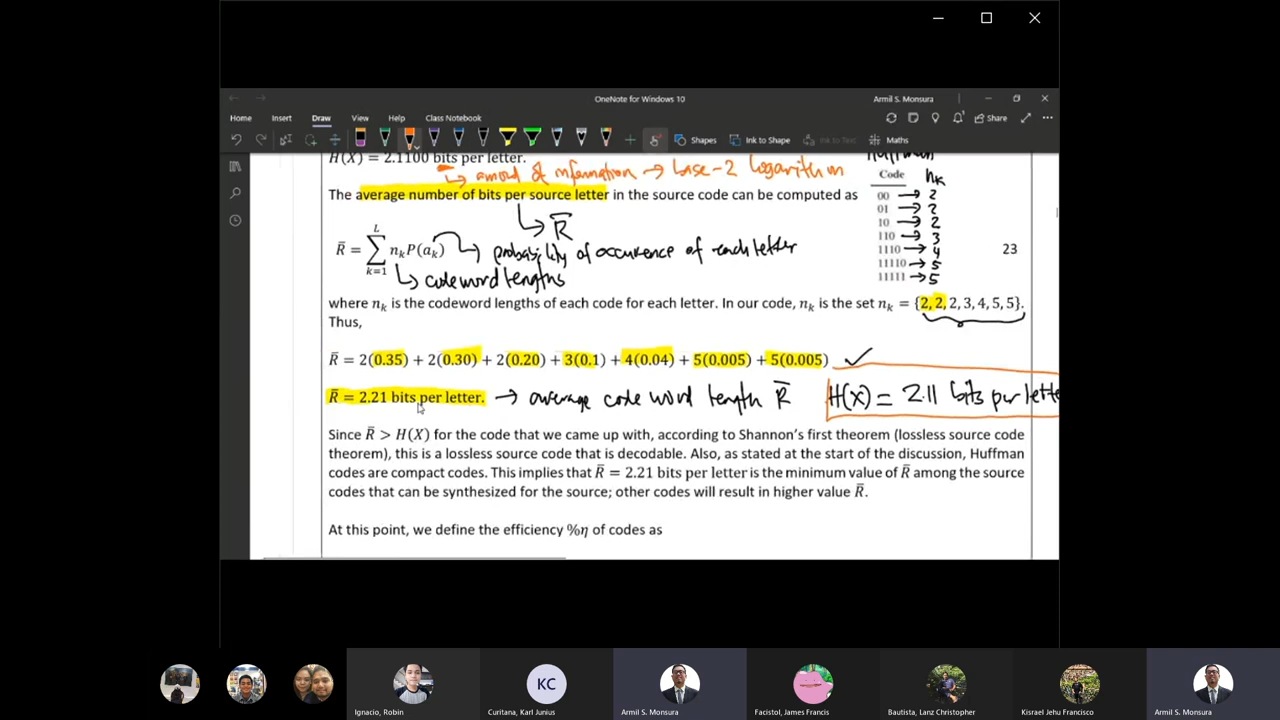 OneNote for Windows 10
Armil S. Monsura
Home Insert Draw View Help Class Notebook
Share
Shapes Ink to Shape Ink to Text Maths
H(X) = 2.1100 bits per letter.
amount of information → base-2 logarithm
Huffman
Code nK
The average number of bits per source letter in the source code can be computed as
R̄
R̄ = ∑ nₖP(aₖ) → probability of occurence of each letter
L
k=1
codeword lengths
00 → 2
01 → 2
10 → 2
110 → 3
1110 → 4
11110 → 5
11111 → 5
23
where nₖ is the codeword lengths of each code for each letter. In our code, nₖ is the set nₖ = {2, 2, 2, 3, 4, 5, 5}.
Thus,
R̄ = 2(0.35) + 2(0.30) + 2(0.20) + 3(0.1) + 4(0.04) + 5(0.005) + 5(0.005) ✓
R̄ = 2.21 bits per letter. → average code word length R̄
H(X) = 2.11 bits per lette
Since R̄ > H(X) for the code that we came up with, according to Shannon's first theorem (lossless source code
theorem), this is a lossless source code that is decodable. Also, as stated at the start of the discussion, Huffman
codes are compact codes. This implies that R̄ = 2.21 bits per letter is the minimum value of R̄ among the source
codes that can be synthesized for the source; other codes will result in higher value R̄.
At this point, we define the efficiency %η of codes as
KC
Ignacio, Robin
Curitana, Karl Junius
Armil S. Monsura
Facistol, James Francis
Bautista, Lanz Christopher
Kisrael Jehu Francisco
Armil S. Monsura